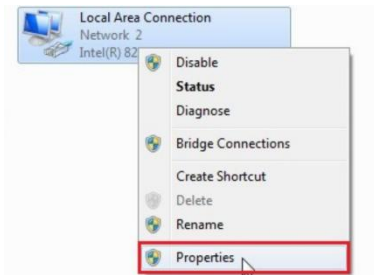 Local Area Connection
Network 2
Intel(R) 82
Disable
Status
Diagnose
Bridge Connections
Create Shortcut
Delete
Rename
Properties